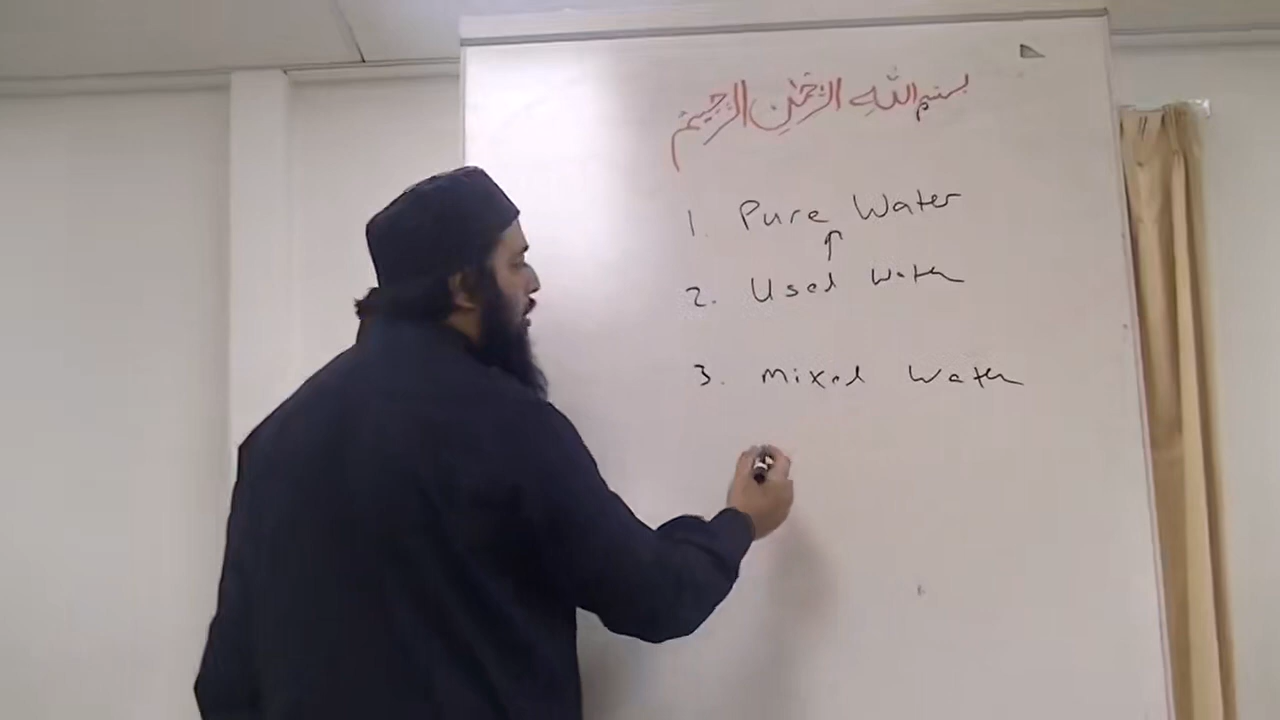 بسم الله الرحمن الرحيم
1. Pure Water
2. Used Water
3. Mixed Water